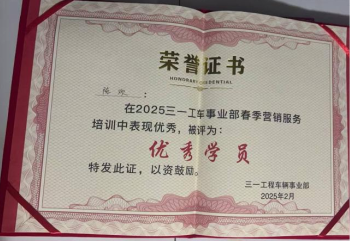 荣誉证书
HONORARY CREDENTIAL
：
在2025三一工车事业部春季营销服务
培训中表现优秀，被评为：
优秀学员
特发此证，以资鼓励。
三一工程车辆事业部
2025年2月